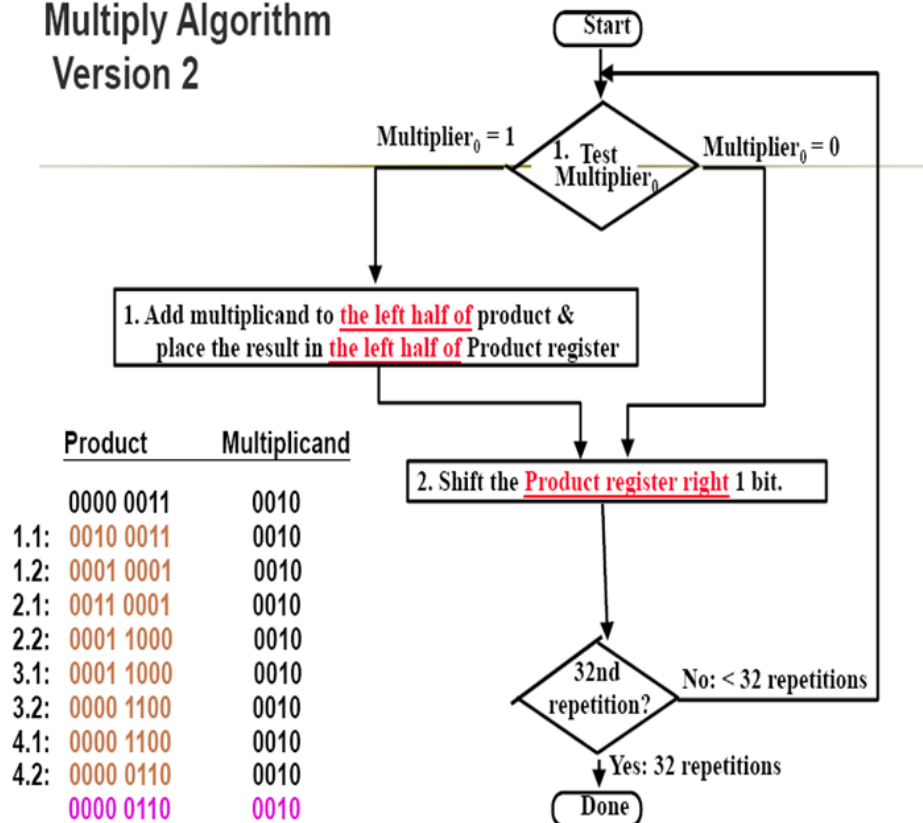 Multiply Algorithm
Version 2
Start
Multiplier₀ = 1
1. Test
Multiplier₀
Multiplier₀ = 0
1. Add multiplicand to the left half of product &
place the result in the left half of Product register
2. Shift the Product register right 1 bit.
32nd
repetition?
No: < 32 repetitions
Yes: 32 repetitions
Done
Product Multiplicand
0000 0011 0010
1.1: 0010 0011 0010
1.2: 0001 0001 0010
2.1: 0011 0001 0010
2.2: 0001 1000 0010
3.1: 0001 1000 0010
3.2: 0000 1100 0010
4.1: 0000 1100 0010
4.2: 0000 0110 0010
0000 0110 0010